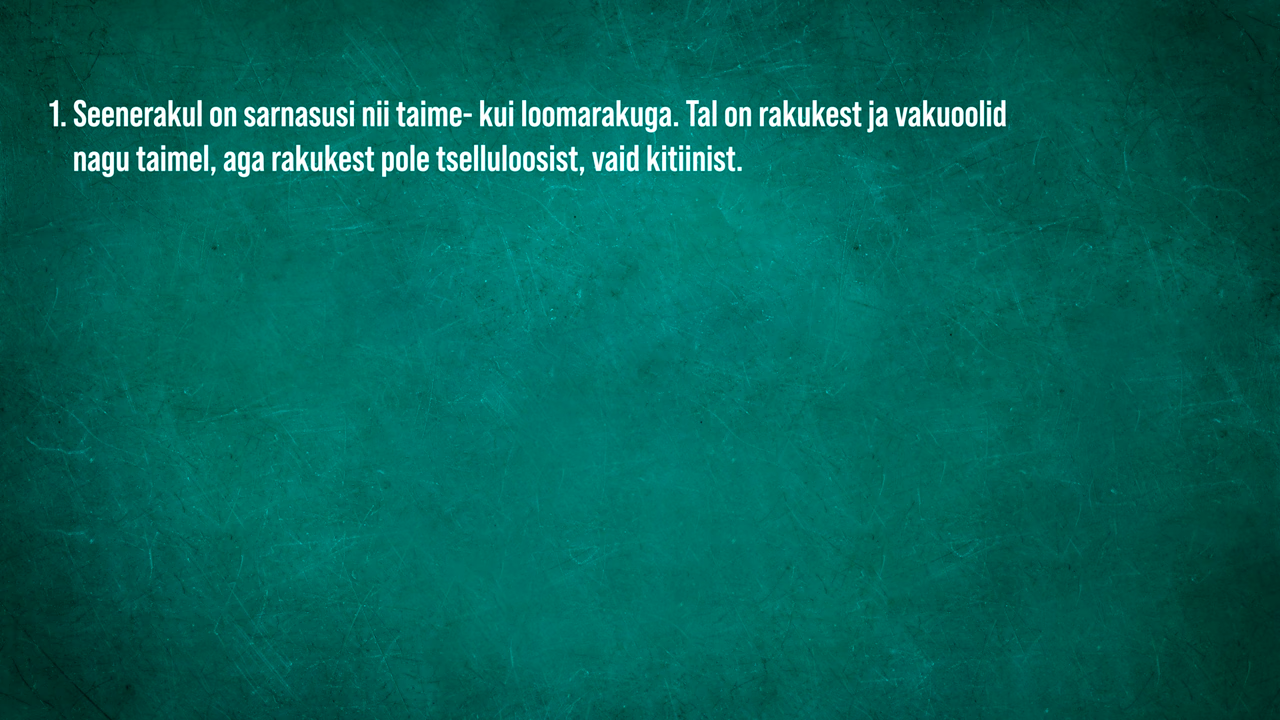 1. Seenerakul on sarnasusi nii taime- kui loomarakuga. Tal on rakukest ja vakuoolid
nagu taimel, aga rakukest pole tselluloosist, vaid kitiinist.